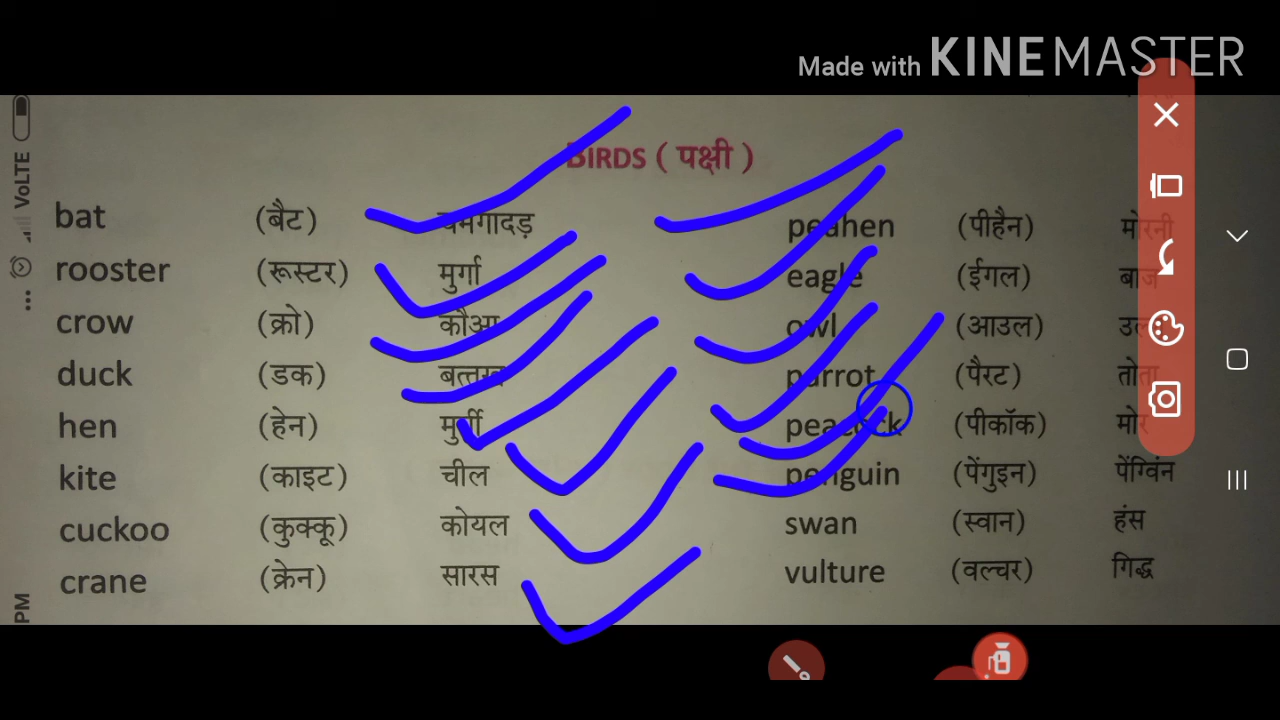 Made with KINEMASTER
VoLTE
PM
BIRDS ( पक्षी )
bat (बैट) चमगादड़ peahen (पीहैन) मोरनी
rooster (रूस्टर) मुर्गा eagle (ईगल) बाज
crow (क्रो) कौआ owl (आउल)
duck (डक) बत्तख parrot (पैरट) तोता
hen (हेन) मुर्गी peacock (पीकॉक) मोर
kite (काइट) चील penguin (पेंगुइन) पेंग्विन
cuckoo (कुक्कू) कोयल swan (स्वान) हंस
crane (क्रेन) सारस vulture (वल्चर) गिद्ध